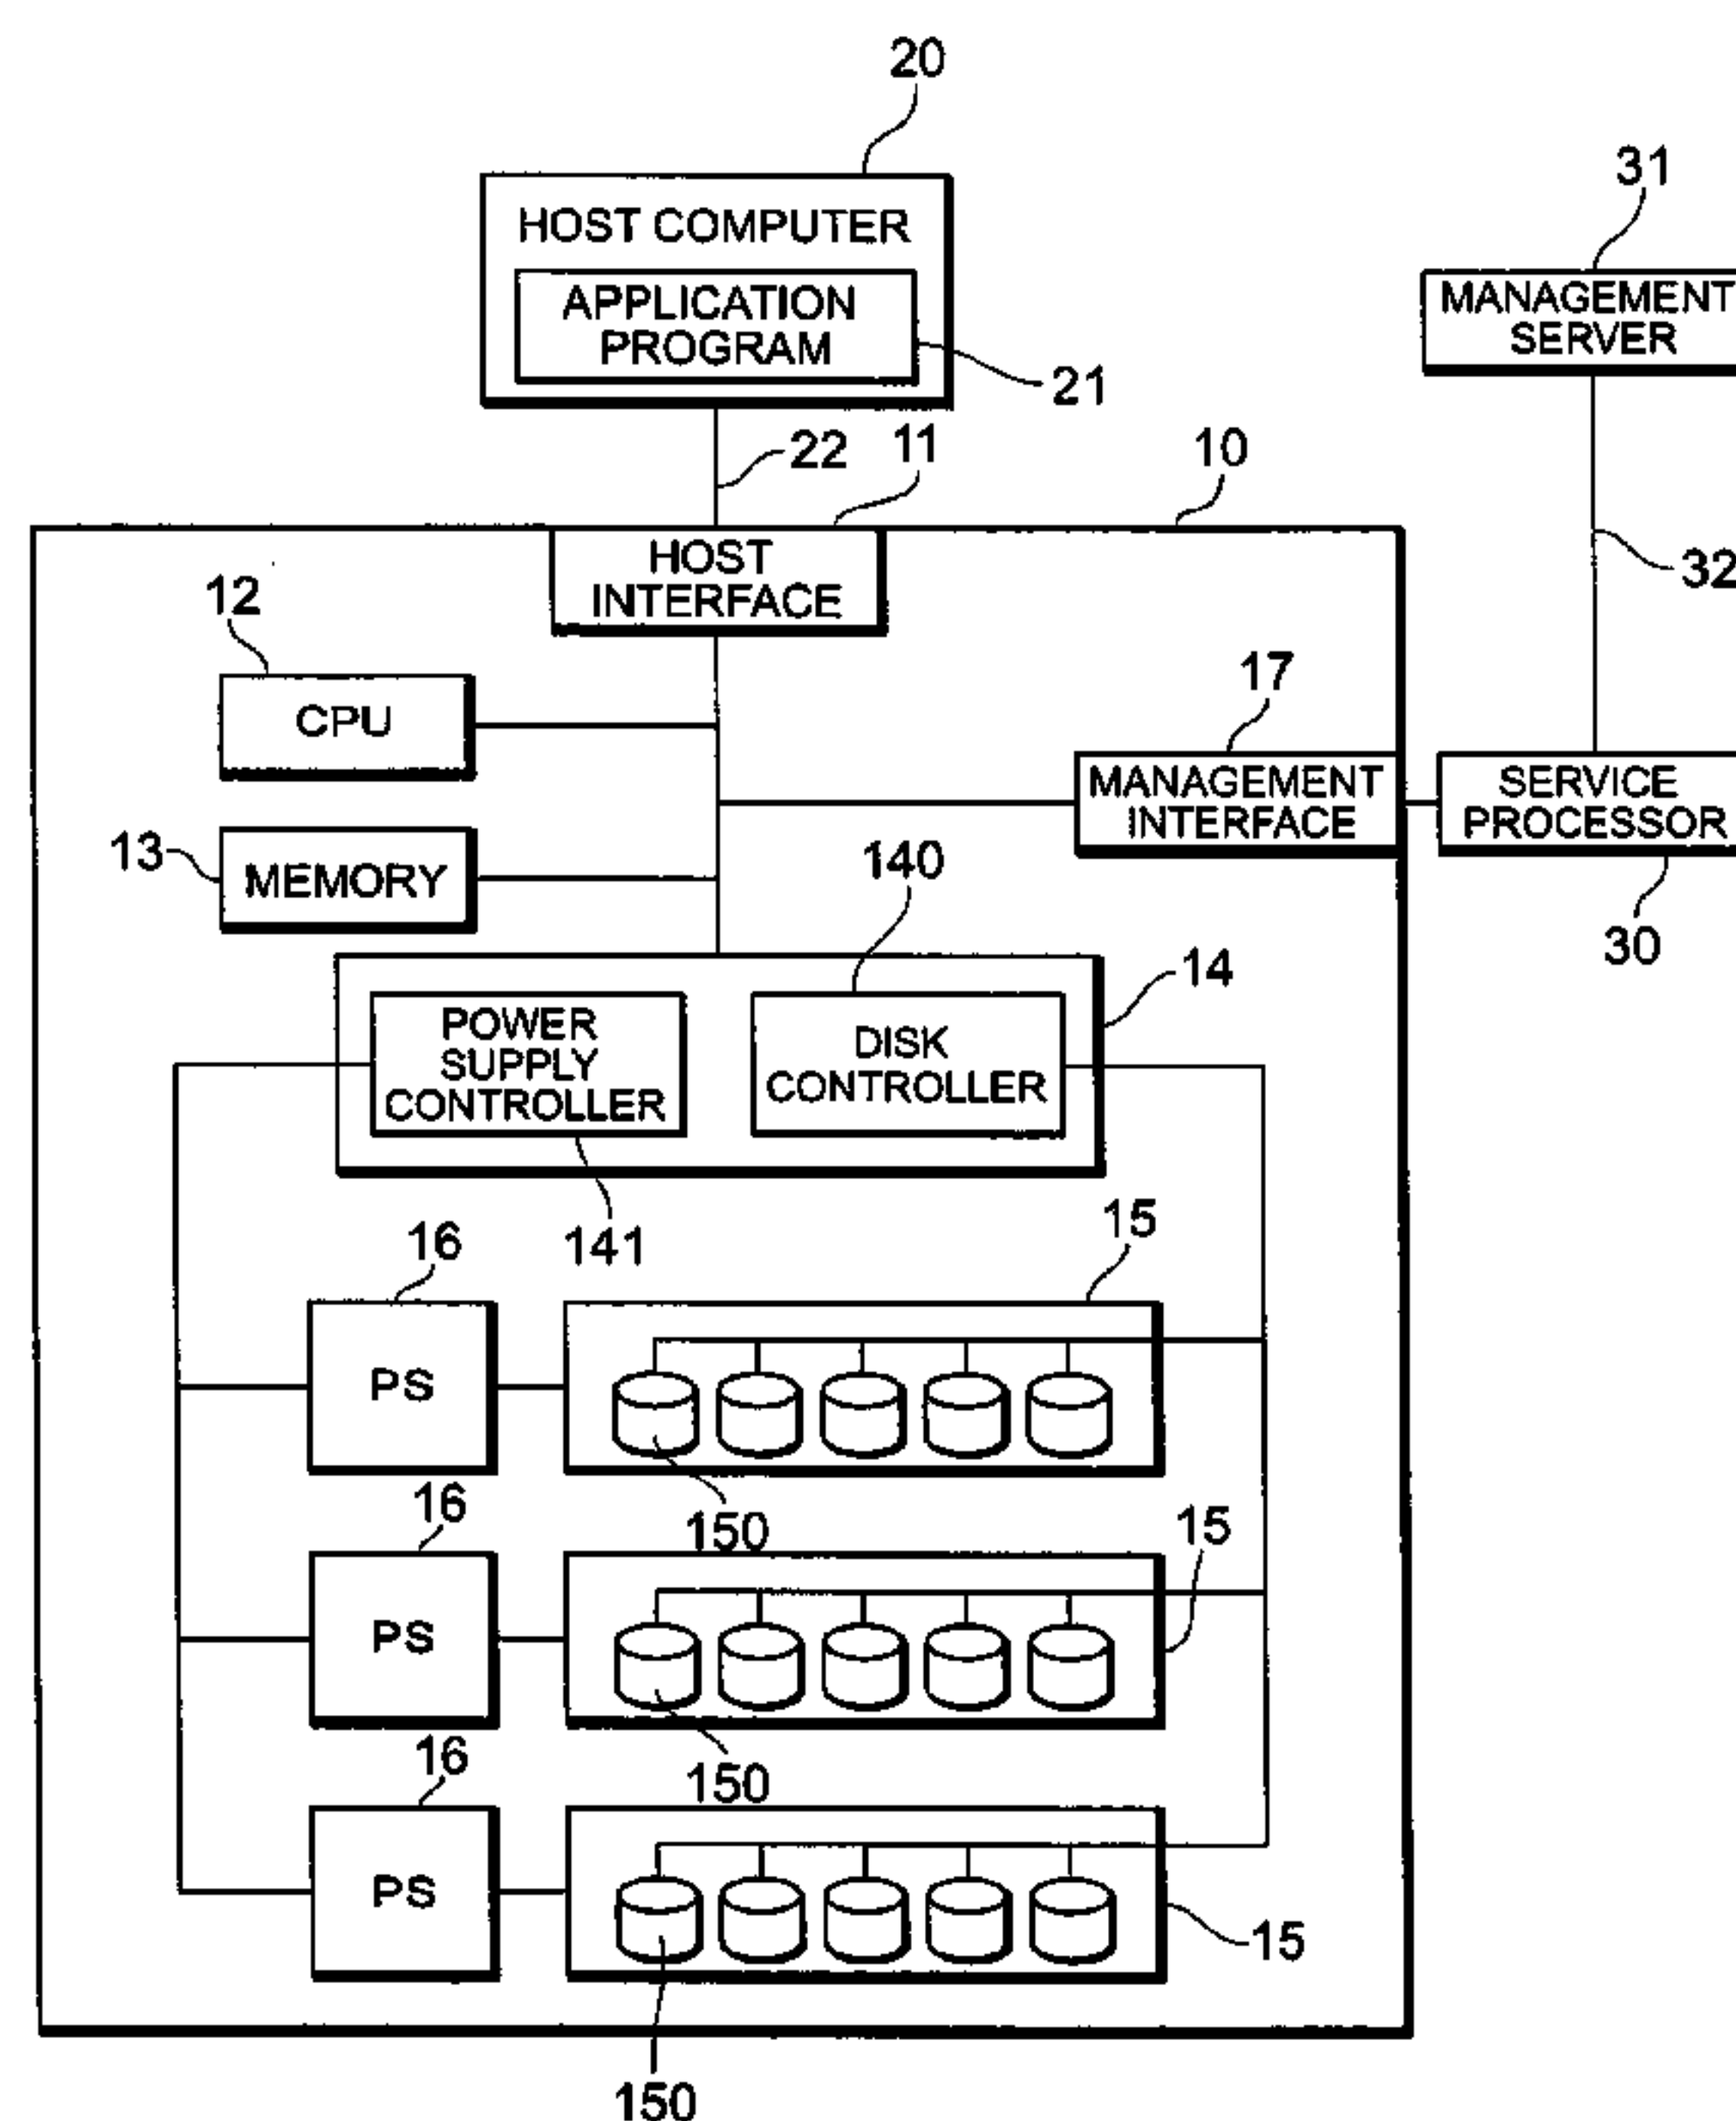 20
31
HOST COMPUTER
APPLICATION
PROGRAM
21
MANAGEMENT
SERVER
22
11
10
HOST
INTERFACE
32
12
CPU
17
MANAGEMENT
INTERFACE
SERVICE
PROCESSOR
13
MEMORY
140
30
14
POWER
SUPPLY
CONTROLLER
DISK
CONTROLLER
141
16
15
PS
150
16
15
PS
150
16
PS
15
150